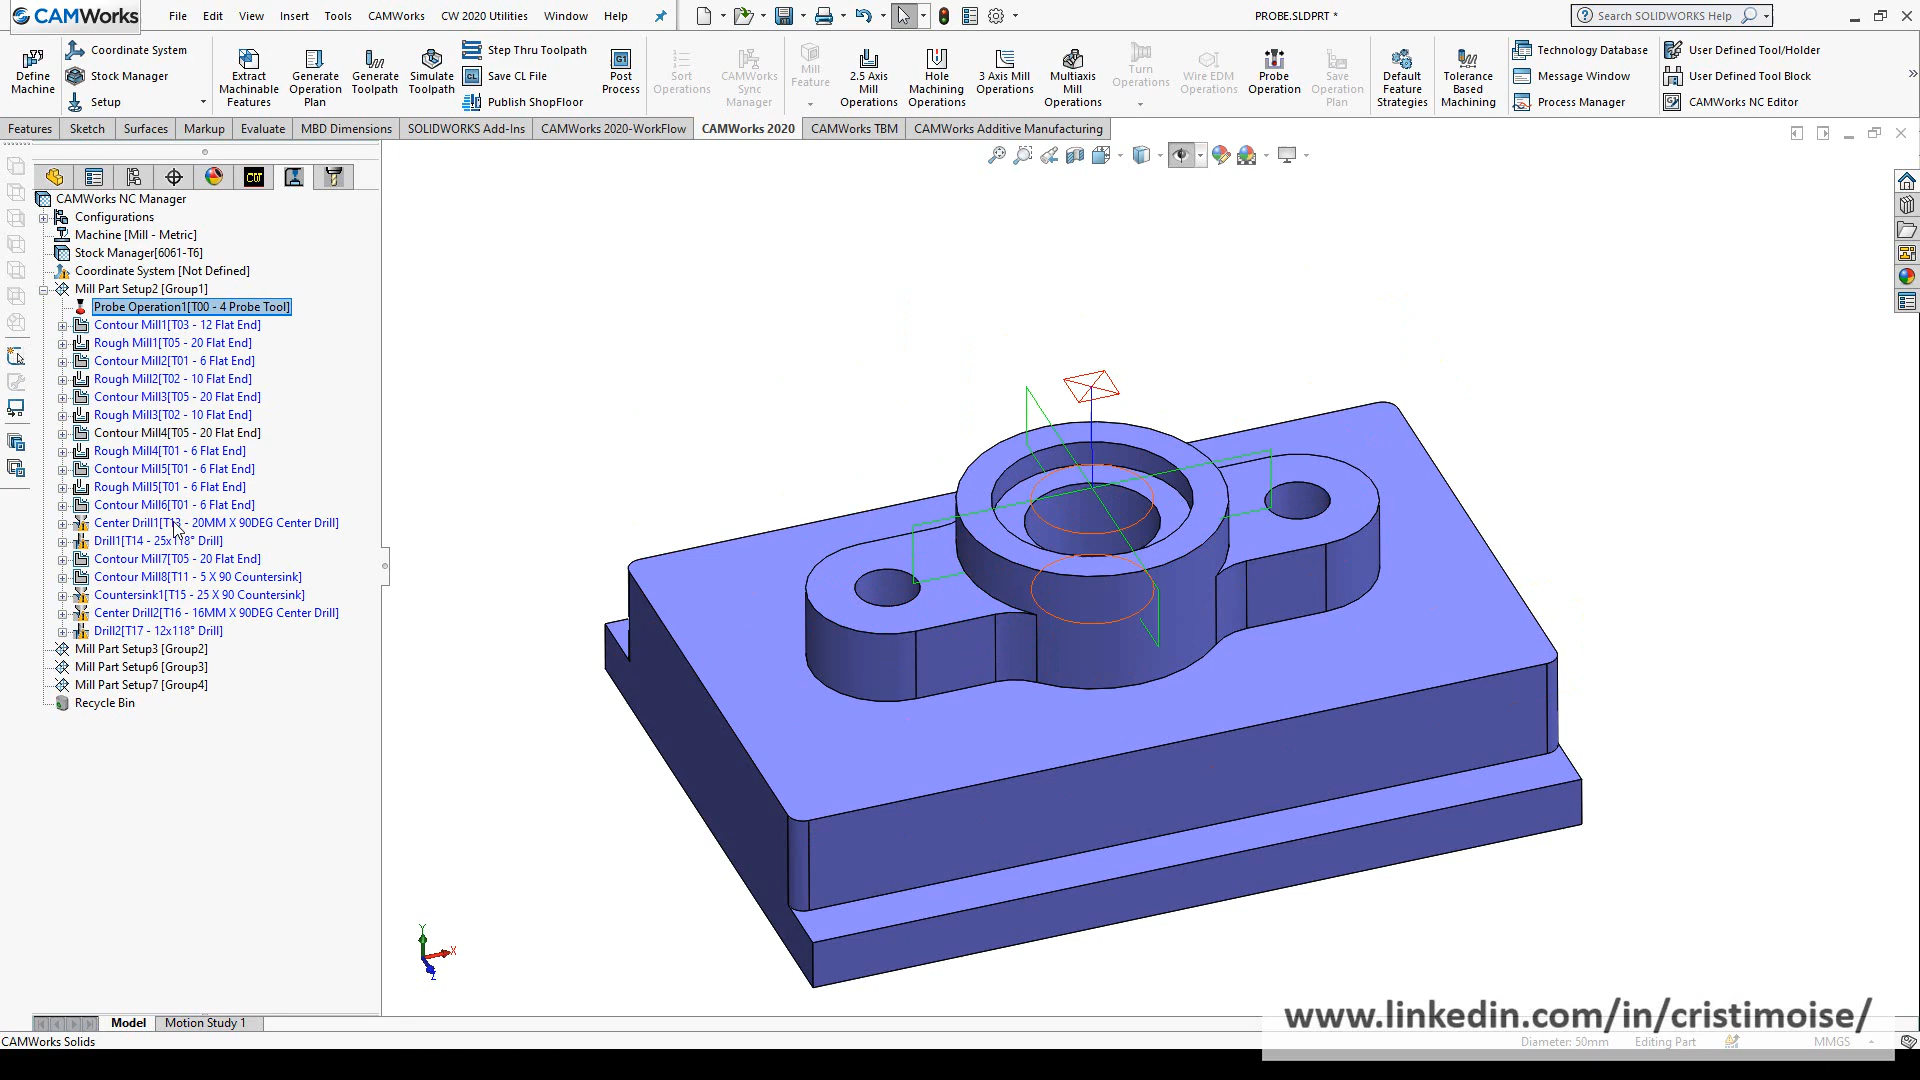 CAMWorks File Edit View Insert Tools CAMWorks CW 2020 Utilities Window Help PROBE.SLDPRT * Search SOLIDWORKS Help
Define Machine
Coordinate System
Stock Manager
Setup
Extract Machinable Features
Generate Operation Plan
Generate Toolpath
Simulate Toolpath
Step Thru Toolpath
Save CL File
CL
Publish ShopFloor
G1
Post Process
Sort Operations
CAMWorks Sync Manager
Mill Feature
2.5 Axis Mill Operations
Hole Machining Operations
3 Axis Mill Operations
Multiaxis Mill Operations
Turn Operations
Wire EDM Operations
Probe Operation
Save Operation Plan
Default Feature Strategies
Tolerance Based Machining
Technology Database
Message Window
Process Manager
User Defined Tool/Holder
User Defined Tool Block
CAMWorks NC Editor
Features Sketch Surfaces Markup Evaluate MBD Dimensions SOLIDWORKS Add-Ins CAMWorks 2020-WorkFlow CAMWorks 2020 CAMWorks TBM CAMWorks Additive Manufacturing
CW
CAMWorks NC Manager
Configurations
Machine [Mill - Metric]
Stock Manager[6061-T6]
Coordinate System [Not Defined]
Mill Part Setup2 [Group1]
Probe Operation1[T00 - 4 Probe Tool]
Contour Mill1[T03 - 12 Flat End]
Rough Mill1[T05 - 20 Flat End]
Contour Mill2[T01 - 6 Flat End]
Rough Mill2[T02 - 10 Flat End]
Contour Mill3[T05 - 20 Flat End]
Rough Mill3[T02 - 10 Flat End]
Contour Mill4[T05 - 20 Flat End]
Rough Mill4[T01 - 6 Flat End]
Contour Mill5[T01 - 6 Flat End]
Rough Mill5[T01 - 6 Flat End]
Contour Mill6[T01 - 6 Flat End]
Center Drill1[T13 - 20MM X 90DEG Center Drill]
Drill1[T14 - 25x118° Drill]
Contour Mill7[T05 - 20 Flat End]
Contour Mill8[T11 - 5 X 90 Countersink]
Countersink1[T15 - 25 X 90 Countersink]
Center Drill2[T16 - 16MM X 90DEG Center Drill]
Drill2[T17 - 12x118° Drill]
Mill Part Setup3 [Group2]
Mill Part Setup6 [Group3]
Mill Part Setup7 [Group4]
Recycle Bin
Y
X
Z
Model Motion Study 1
www.linkedin.com/in/cristimoise/
CAMWorks Solids Diameter: 50mm Editing Part MMGS